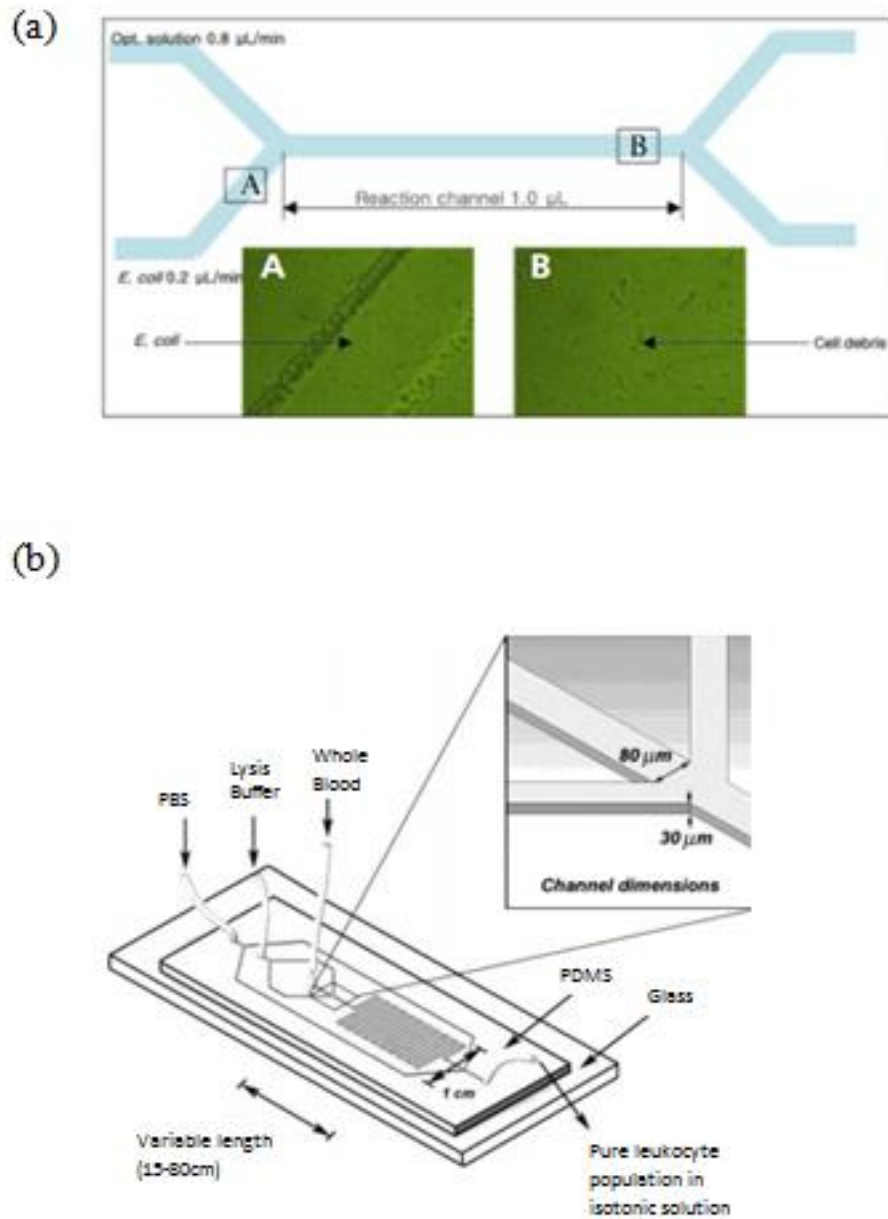 (a)
Opt. solution 0.8 µL/min
A
B
Reaction channel 1.0 µL
E. coli 0.2 µL/min
A
B
E. coli
Cell debris
(b)
80 µm
30 µm
Channel dimensions
Whole
Blood
Lysis
Buffer
PBS
PDMS
Glass
1 cm
Variable length
(15-80cm)
Pure leukocyte
population in
isotonic solution